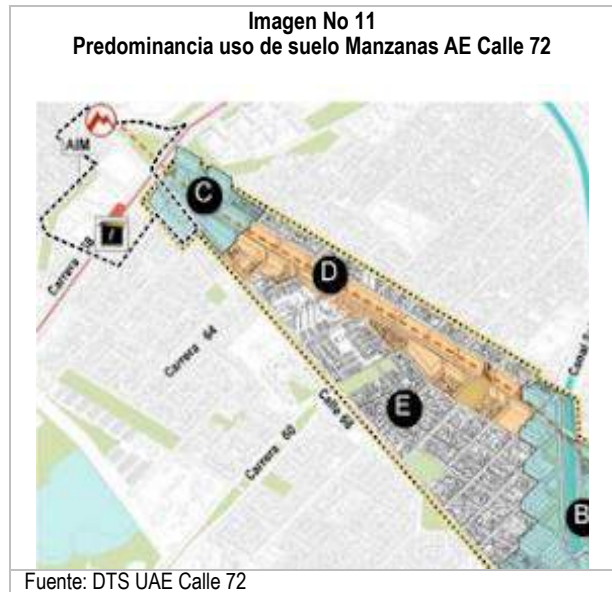 Imagen No 11
Predominancia uso de suelo Manzanas AE Calle 72
AIM
C
D
Carrera 68
Carrera 64
E
Calle 68
Carrera 60
Canal
B
Fuente: DTS UAE Calle 72